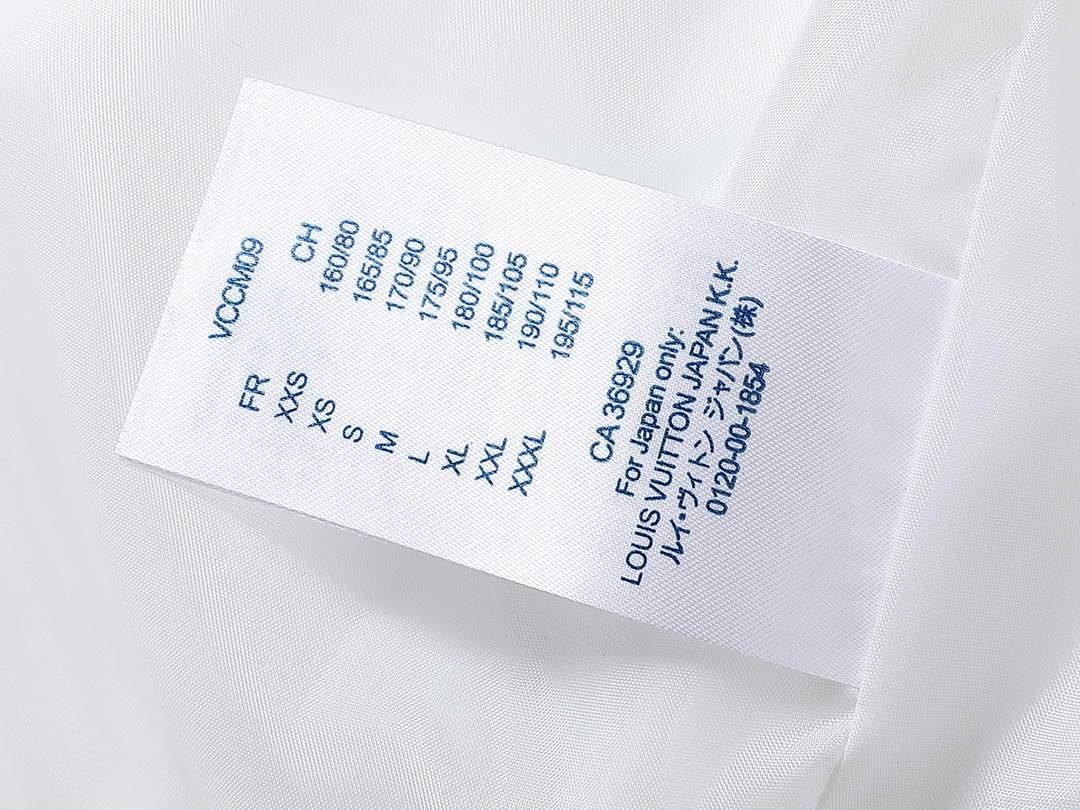 VCCM09
FR CH
XXS 160/80
XS 165/85
S 170/90
M 175/95
L 180/100
XL 185/105
XXL 190/110
XXXL 195/115
CA 36929
For Japan only:
LOUIS VUITTON JAPAN K.K.
ルイ・ヴィトン ジャパン(株)
0120-00-1854